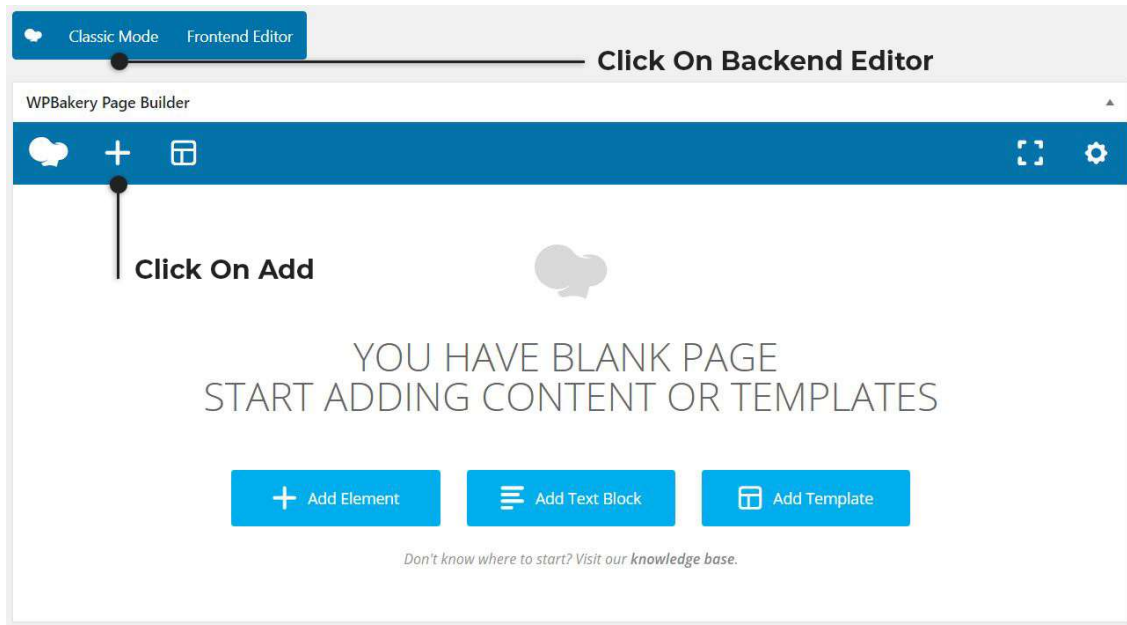 Classic Mode Frontend Editor
Click On Backend Editor
WPBakery Page Builder
Click On Add
YOU HAVE BLANK PAGE
START ADDING CONTENT OR TEMPLATES
Add Element Add Text Block Add Template
Don't know where to start? Visit our knowledge base.